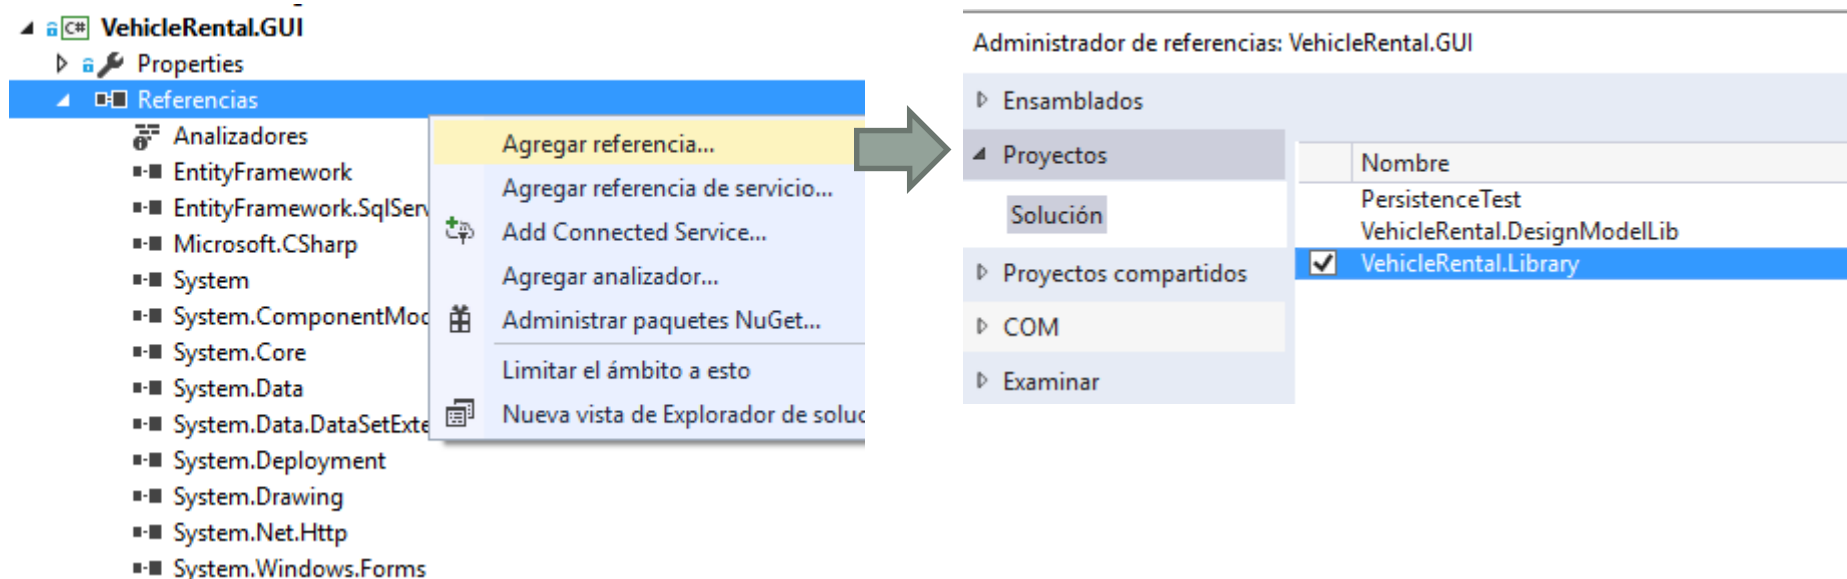 C# VehicleRental.GUI
Properties
Referencias
Analizadores
EntityFramework
EntityFramework.SqlServ
Microsoft.CSharp
System
System.ComponentMod
System.Core
System.Data
System.Data.DataSetExte
System.Deployment
System.Drawing
System.Net.Http
System.Windows.Forms
Agregar referencia...
Agregar referencia de servicio...
Add Connected Service...
Agregar analizador...
Administrar paquetes NuGet...
Limitar el ámbito a esto
Nueva vista de Explorador de soluc
Administrador de referencias: VehicleRental.GUI
Ensamblados
Proyectos
Solución
Proyectos compartidos
COM
Examinar
Nombre
PersistenceTest
VehicleRental.DesignModelLib
VehicleRental.Library